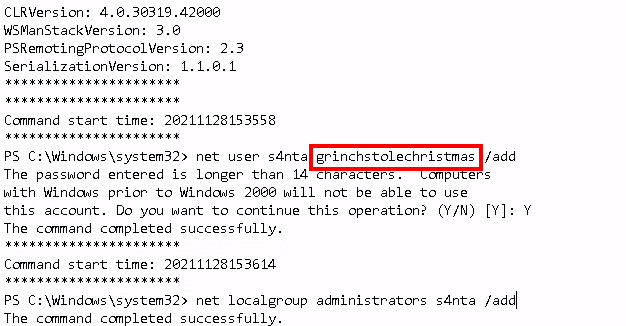 CLRVersion: 4.0.30319.42000
WSManStackVersion: 3.0
PSRemotingProtocolVersion: 2.3
SerializationVersion: 1.1.0.1
**********************
**********************
Command start time: 20211128153558
**********************
PS C:\Windows\system32> net user s4nta grinchstolechristmas /add
The password entered is longer than 14 characters.  Computers
with Windows prior to Windows 2000 will not be able to use
this account. Do you want to continue this operation? (Y/N) [Y]: Y
The command completed successfully.
**********************
Command start time: 20211128153614
**********************
PS C:\Windows\system32> net localgroup administrators s4nta /add
The command completed successfully.